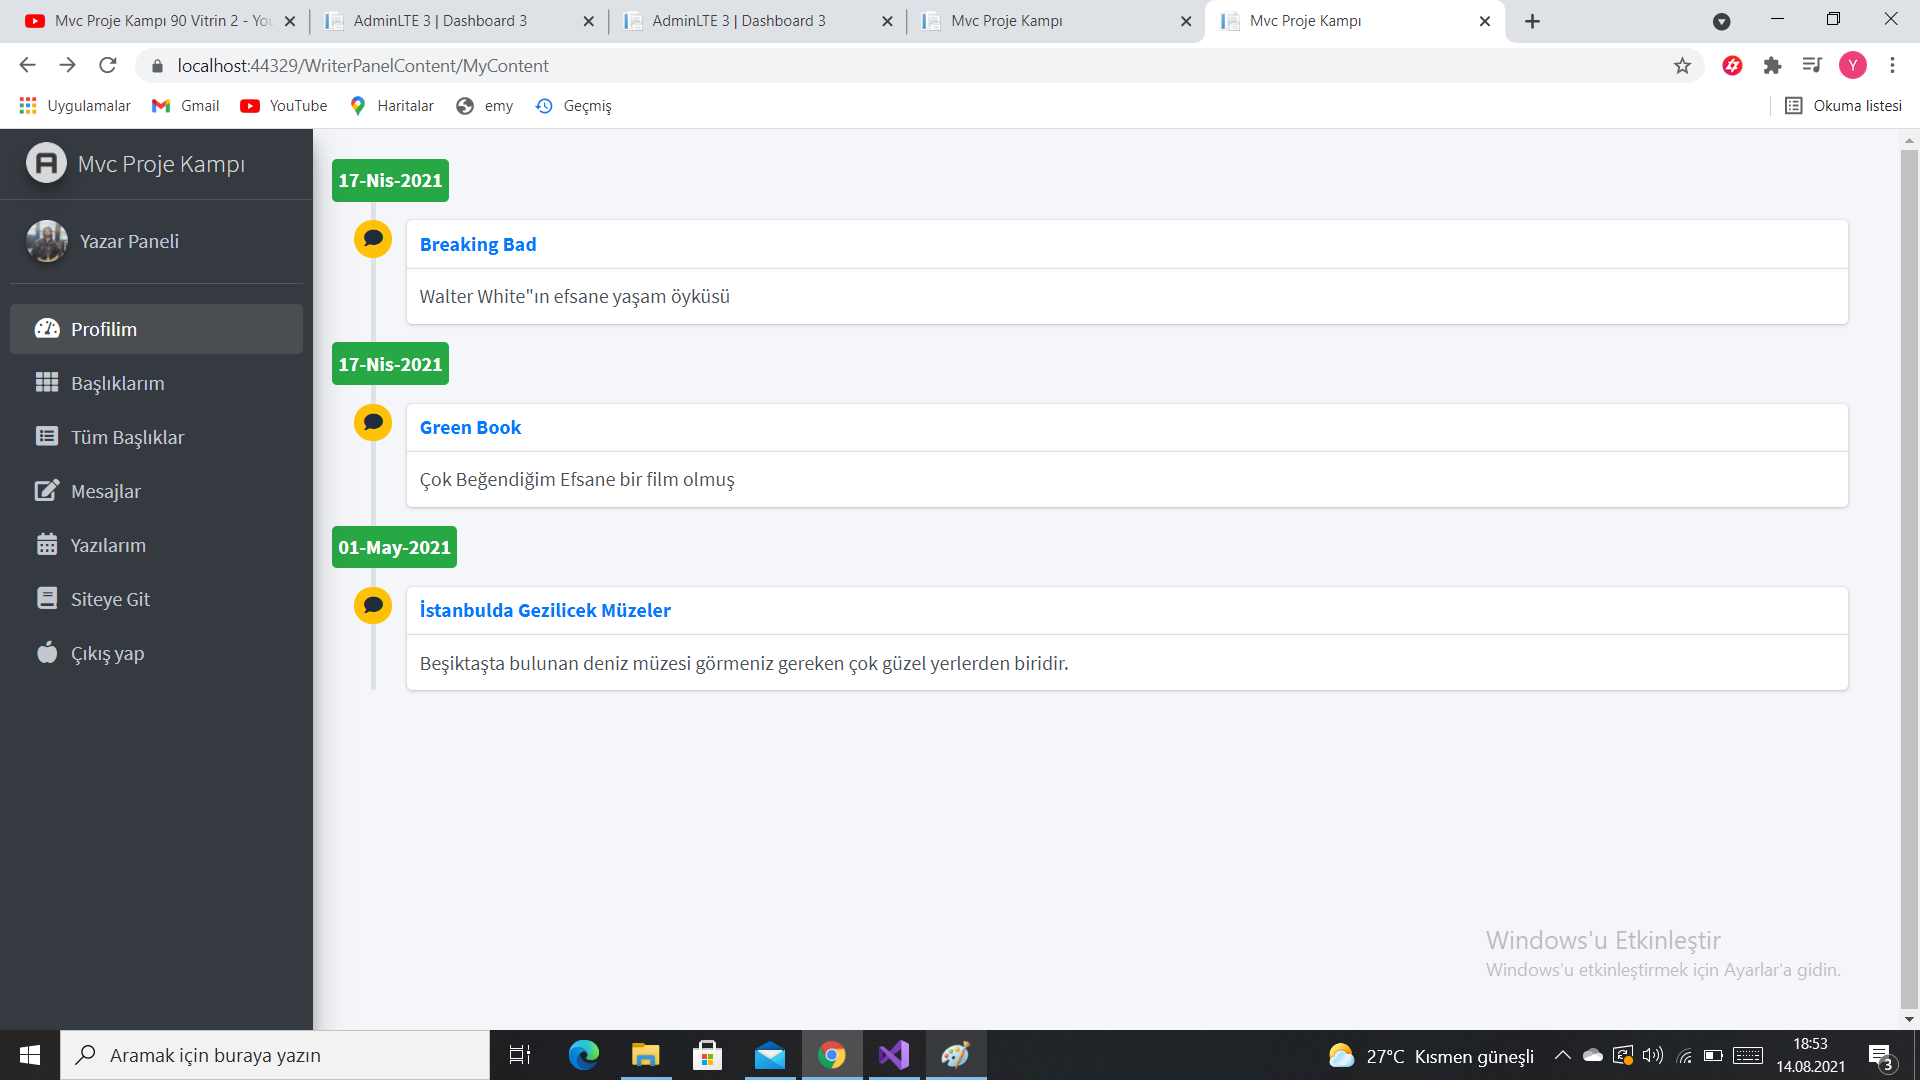 Mvc Proje Kampı 90 Vitrin 2 - You
AdminLTE 3 | Dashboard 3
AdminLTE 3 | Dashboard 3
Mvc Proje Kampı
Mvc Proje Kampı
localhost:44329/WriterPanelContent/MyContent
Y
Uygulamalar
Gmail
YouTube
Haritalar
emy
Geçmiş
Okuma listesi
Mvc Proje Kampı
Yazar Paneli
Profilim
Başlıklarım
Tüm Başlıklar
Mesajlar
Yazılarım
Siteye Git
Çıkış yap
17-Nis-2021
Breaking Bad
Walter White"ın efsane yaşam öyküsü
17-Nis-2021
Green Book
Çok Beğendiğim Efsane bir film olmuş
01-May-2021
İstanbulda Gezilicek Müzeler
Beşiktaşta bulunan deniz müzesi görmeniz gereken çok güzel yerlerden biridir.
Windows'u Etkinleştir
Windows'u etkinleştirmek için Ayarlar'a gidin.
Aramak için buraya yazın
27°C Kısmen güneşli
18:53
14.08.2021
3